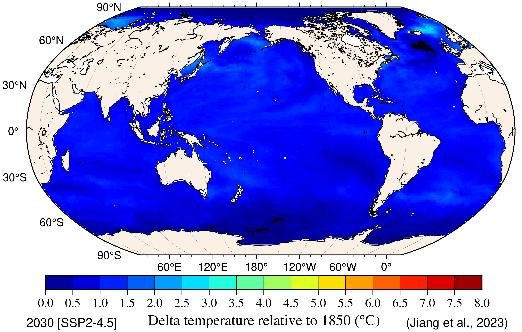 90°N
60°N
30°N
0°
30°S
60°S
90°S
60°E 120°E 180° 120°W 60°W 0°
0.0 0.5 1.0 1.5 2.0 2.5 3.0 3.5 4.0 4.5 5.0 5.5 6.0 6.5 7.0 7.5 8.0
2030 [SSP2-4.5] Delta temperature relative to 1850 (°C) (Jiang et al., 2023)